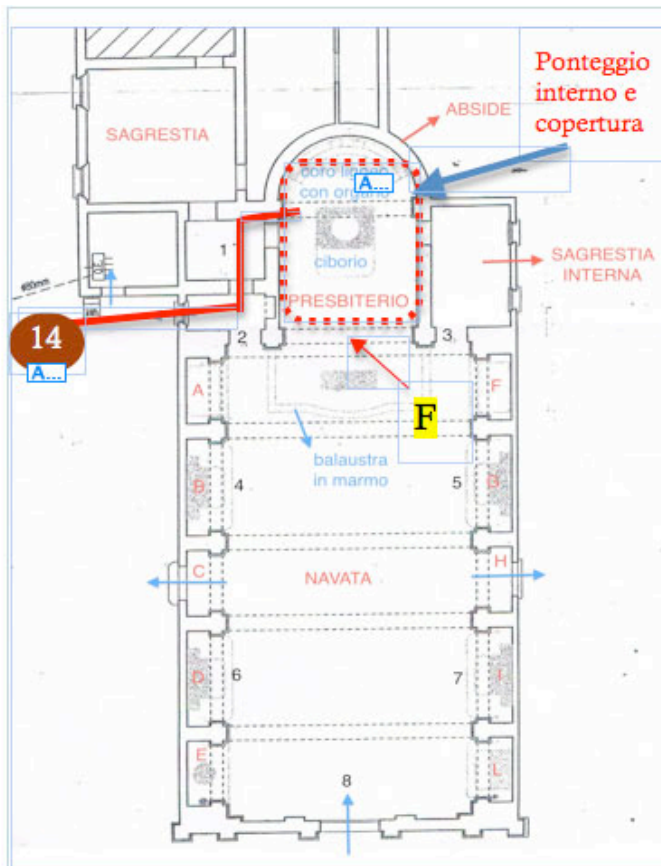 Ponteggio
interno e
copertura
ABSIDE
SAGRESTIA
coro ligneo
con organo
A...
1
ciborio
SAGRESTIA
INTERNA
PRESBITERIO
14
A...
2
3
A
F
F
balaustra
in marmo
B
4
5
C
NAVATA
H
D
6
7
I
E
L
8